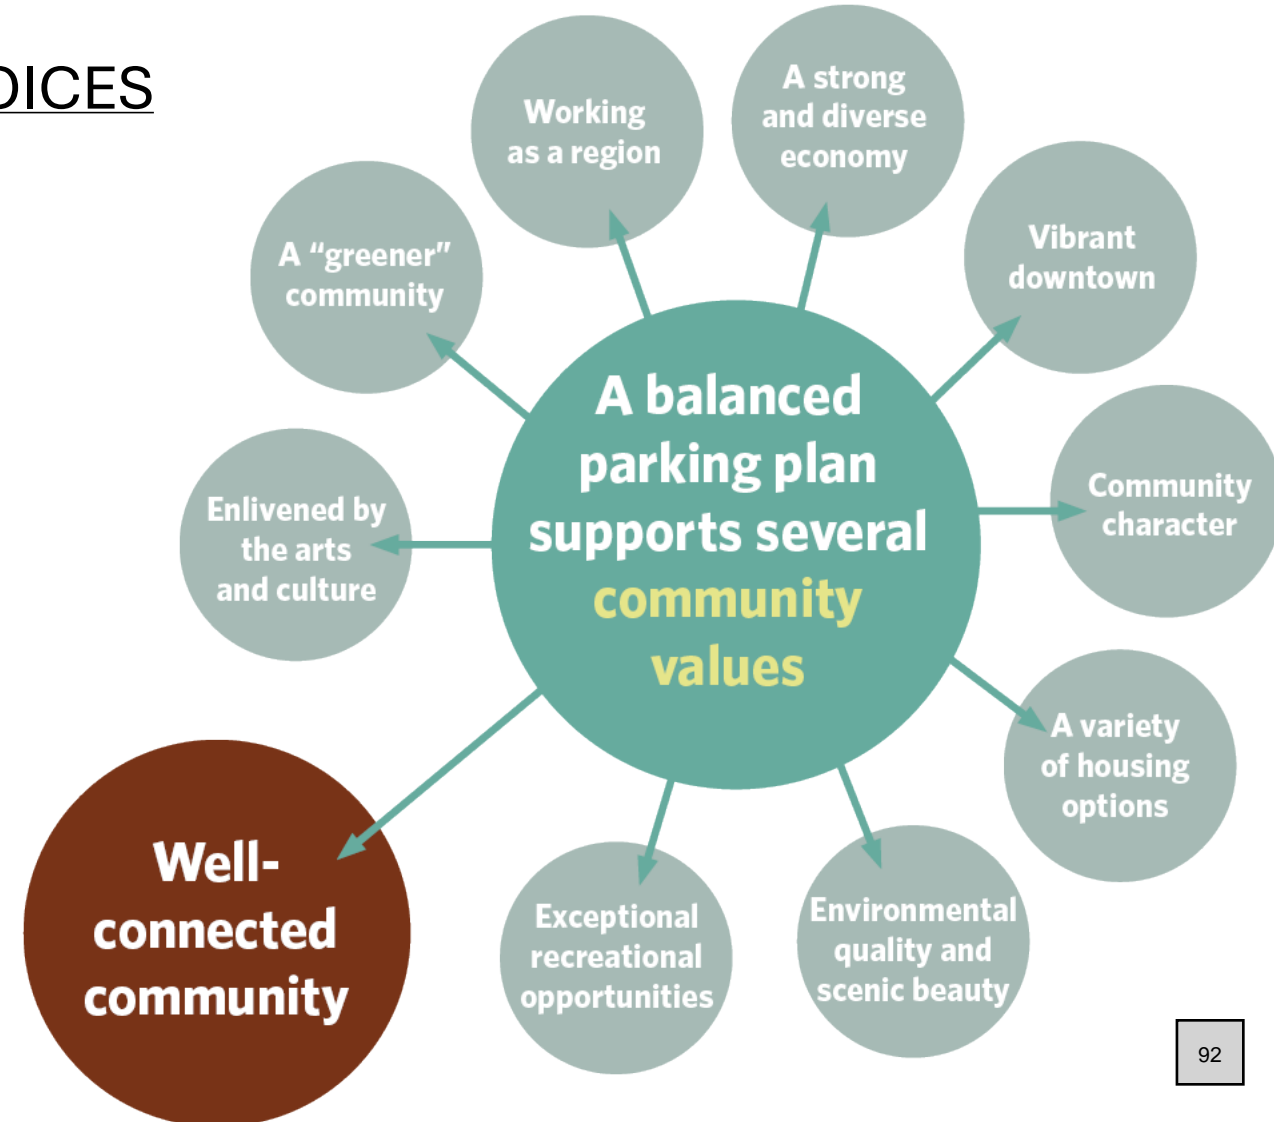 DICES
Working
as a region
A strong
and diverse
economy
A “greener”
community
Vibrant
downtown
A balanced
parking plan
supports several
community
values
Community
character
Enlivened by
the arts
and culture
A variety
of housing
options
Well-
connected
community
Exceptional
recreational
opportunities
Environmental
quality and
scenic beauty
92